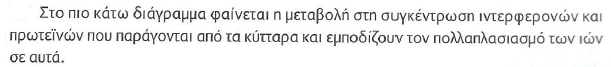 Στο πιο κάτω διάγραμμα φαίνεται η μεταβολή στη συγκέντρωση ιντερφερονών και
πρωτεϊνών που παράγονται από τα κύτταρα και εμποδίζουν τον πολλαπλασιασμό των ιών
σε αυτά.